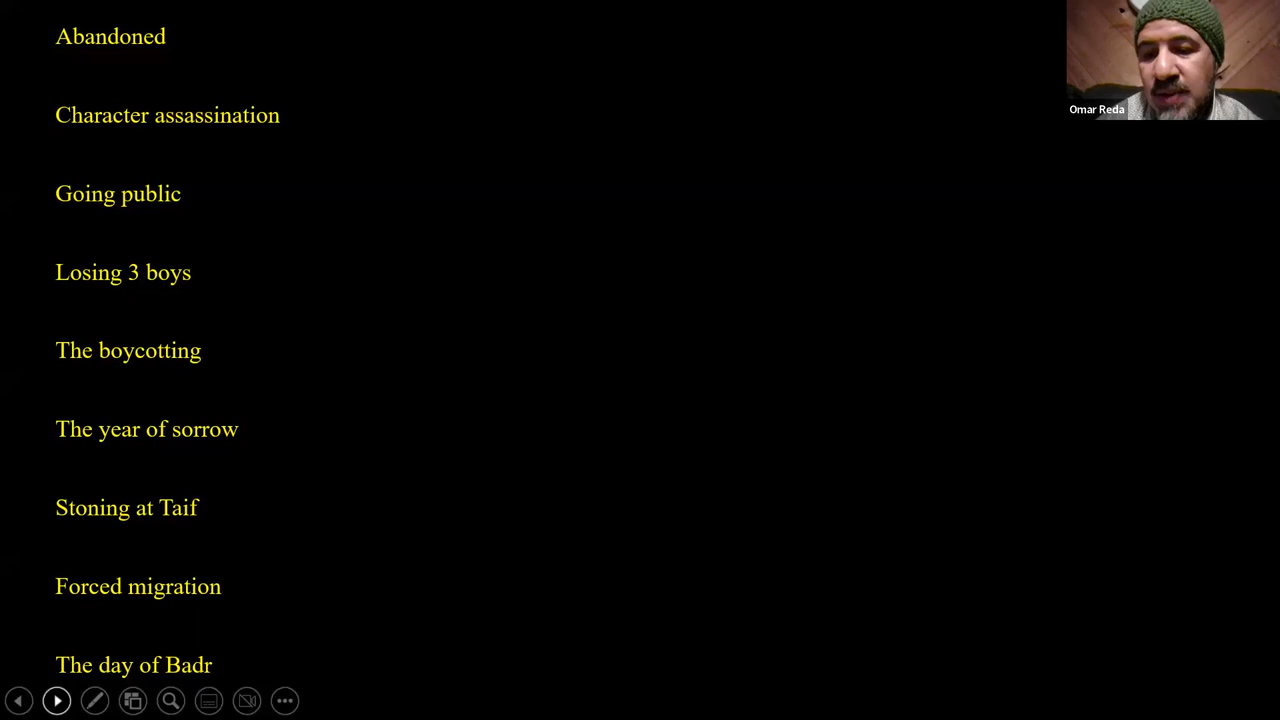 Abandoned
Omar Reda
Character assassination
Going public
Losing 3 boys
The boycotting
The year of sorrow
Stoning at Taif
Forced migration
The day of Badr